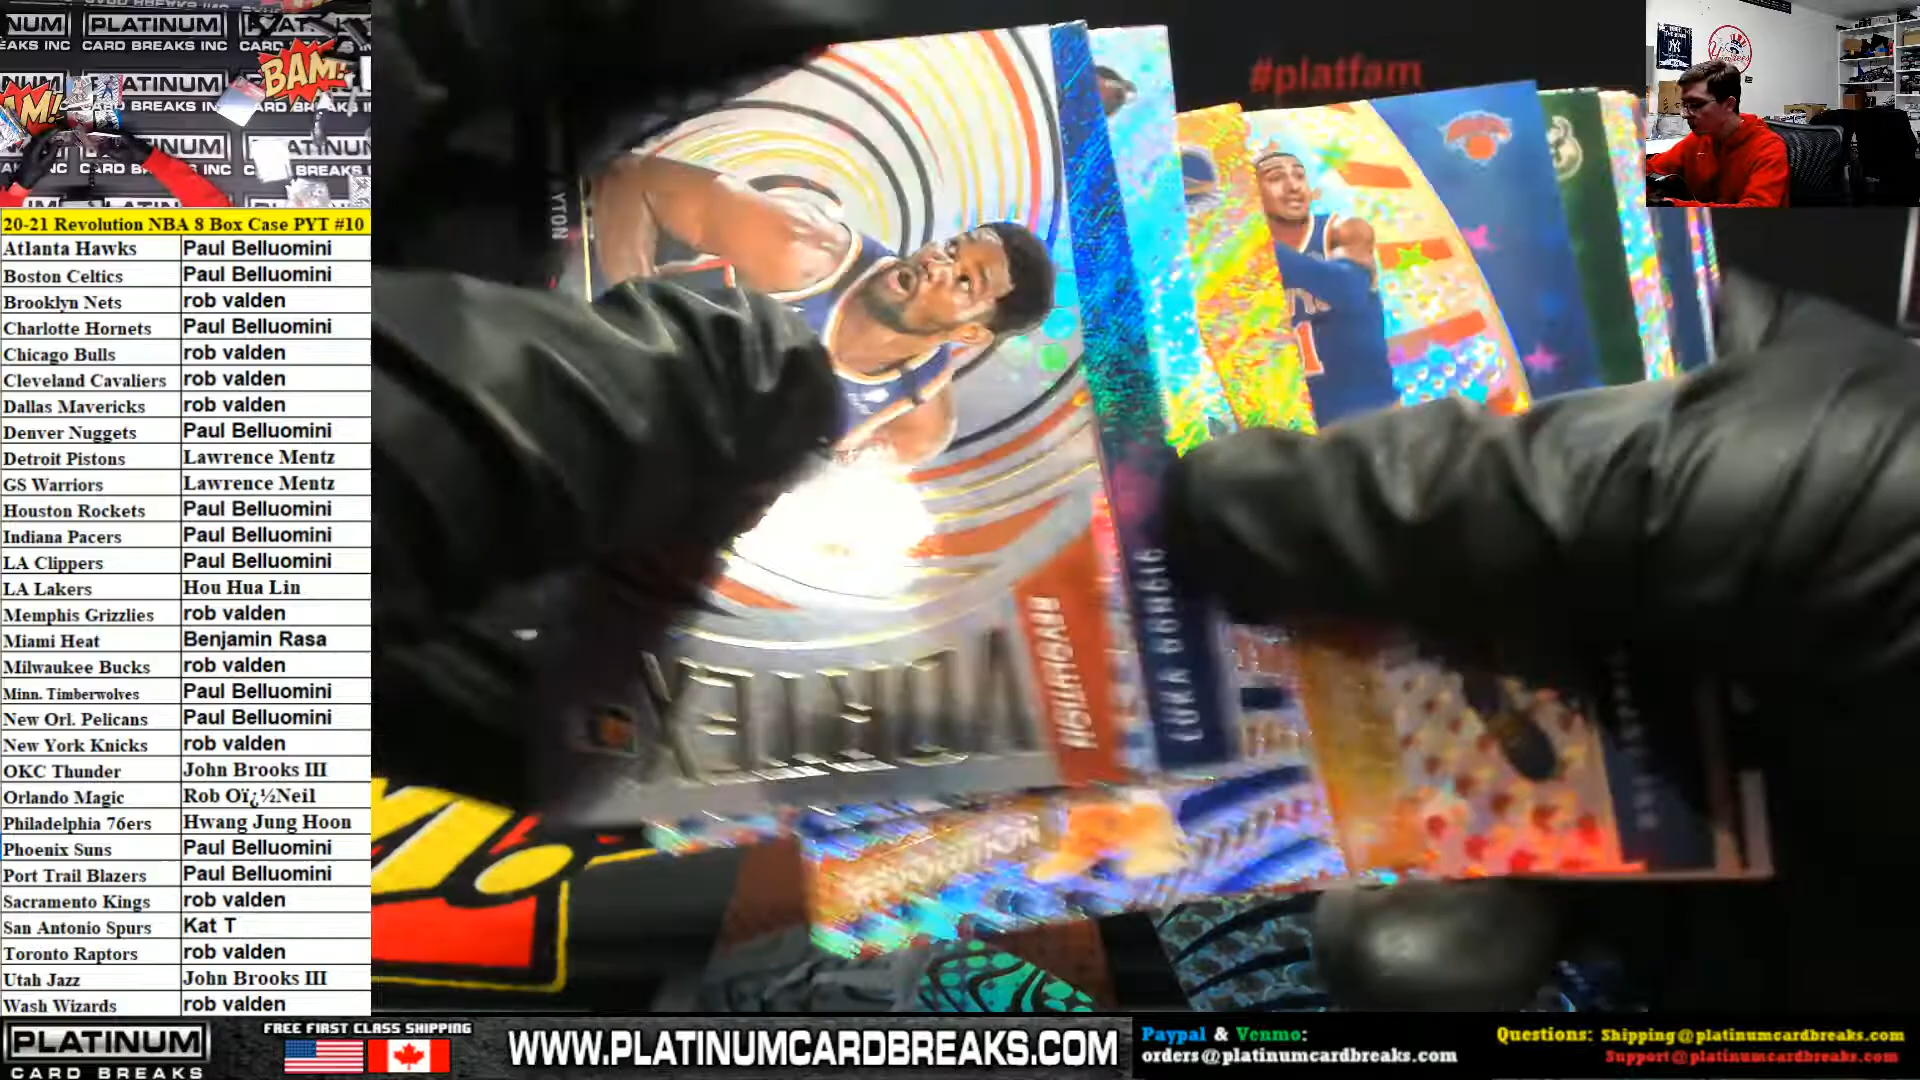 PLATINUM
CARD BREAKS INC
BAM!
PLATINUM
PLATINUM
#platfam
20-21 Revolution NBA 8 Box Case PYT #10
Atlanta Hawks Paul Belluomini
Boston Celtics Paul Belluomini
Brooklyn Nets rob valden
Charlotte Hornets Paul Belluomini
Chicago Bulls rob valden
Cleveland Cavaliers rob valden
Dallas Mavericks rob valden
Denver Nuggets Paul Belluomini
Detroit Pistons Lawrence Mentz
GS Warriors Lawrence Mentz
Houston Rockets Paul Belluomini
Indiana Pacers Paul Belluomini
LA Clippers Paul Belluomini
LA Lakers Hou Hua Lin
Memphis Grizzlies rob valden
Miami Heat Benjamin Rasa
Milwaukee Bucks rob valden
Minn. Timberwolves Paul Belluomini
New Orl. Pelicans Paul Belluomini
New York Knicks rob valden
OKC Thunder John Brooks III
Orlando Magic Rob Oï¿½Neil
Philadelphia 76ers Hwang Jung Hoon
Phoenix Suns Paul Belluomini
Port Trail Blazers Paul Belluomini
Sacramento Kings rob valden
San Antonio Spurs Kat T
Toronto Raptors rob valden
Utah Jazz John Brooks III
Wash Wizards rob valden
YTON
VORTEX
REVOLUTION
LUKA DONČIĆ
REVOLUTION
PLATINUM
CARD BREAKS
FREE FIRST CLASS SHIPPING
WWW.PLATINUMCARDBREAKS.COM
Paypal & Venmo:
orders@platinumcardbreaks.com
Questions: Shipping@platinumcardbreaks.com
Support@platinumcardbreaks.com